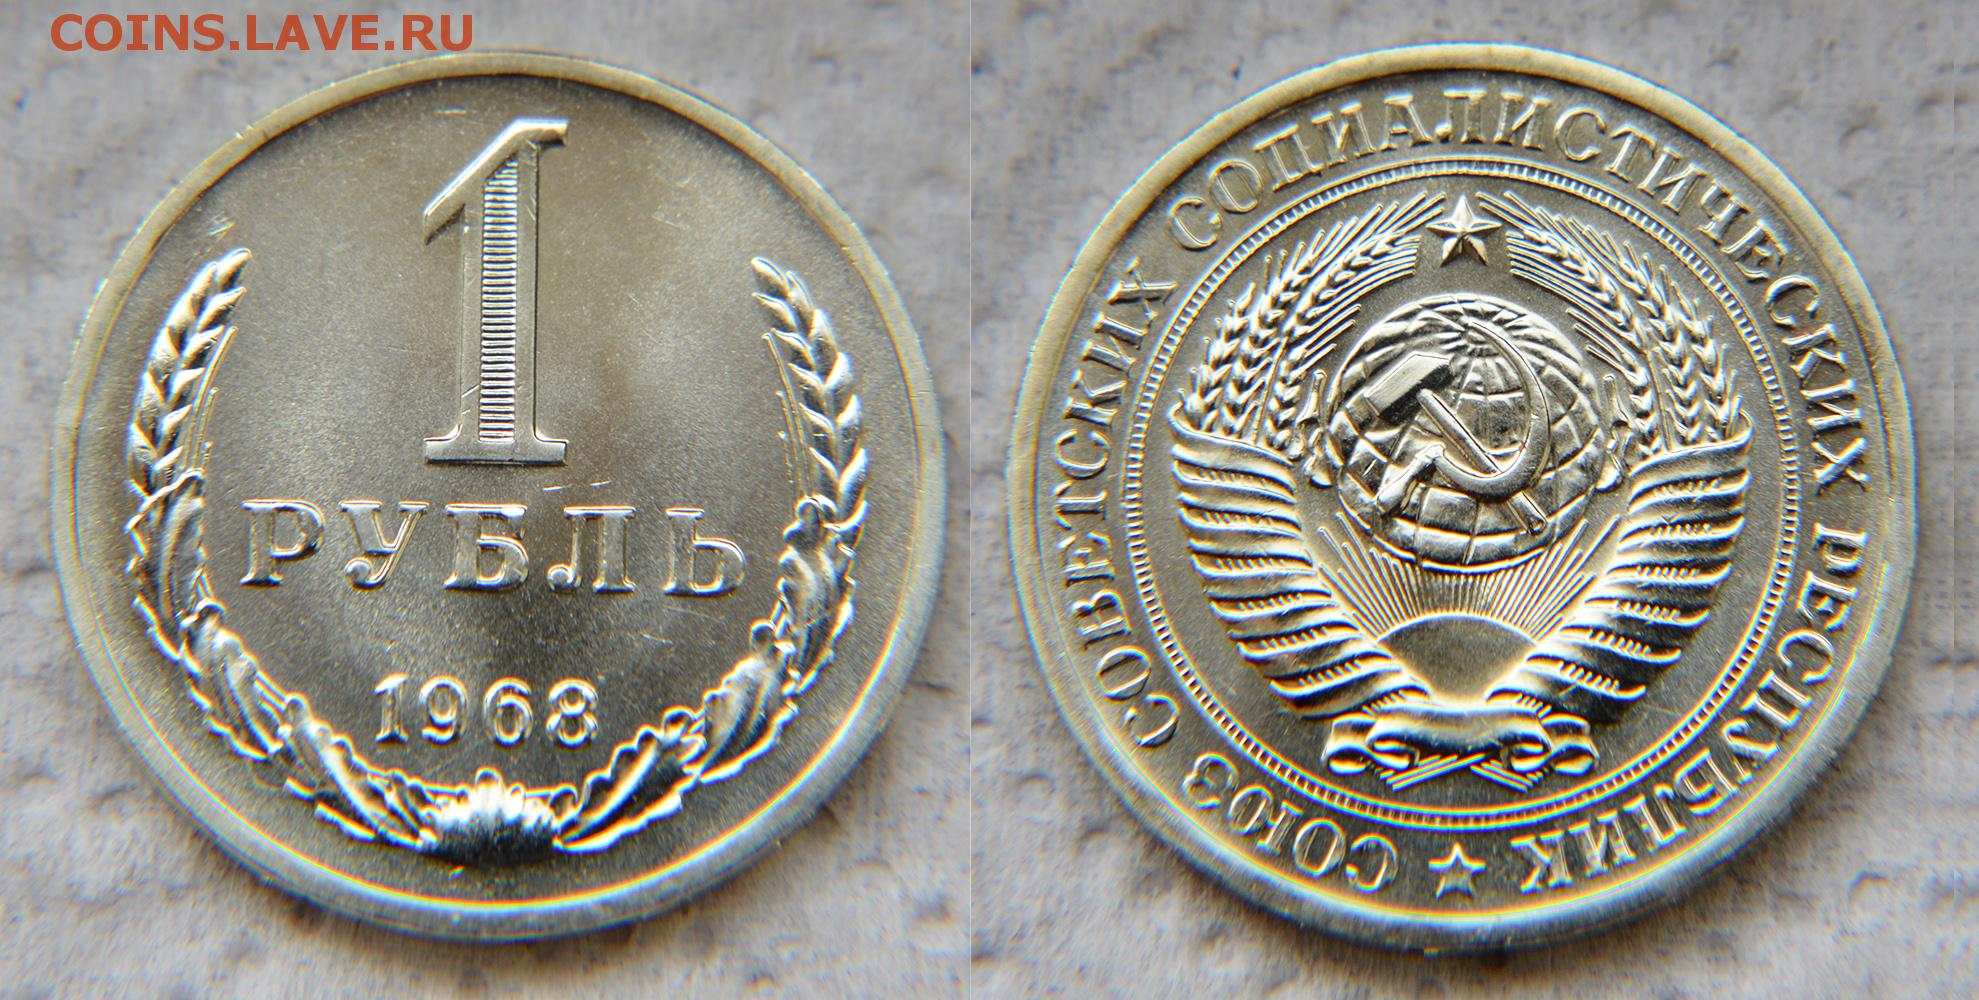 COINS.LAVE.RU
1
РУБЛЬ
1968
СОЮЗ СОВЕТСКИХ СОЦИАЛИСТИЧЕСКИХ РЕСПУБЛИК